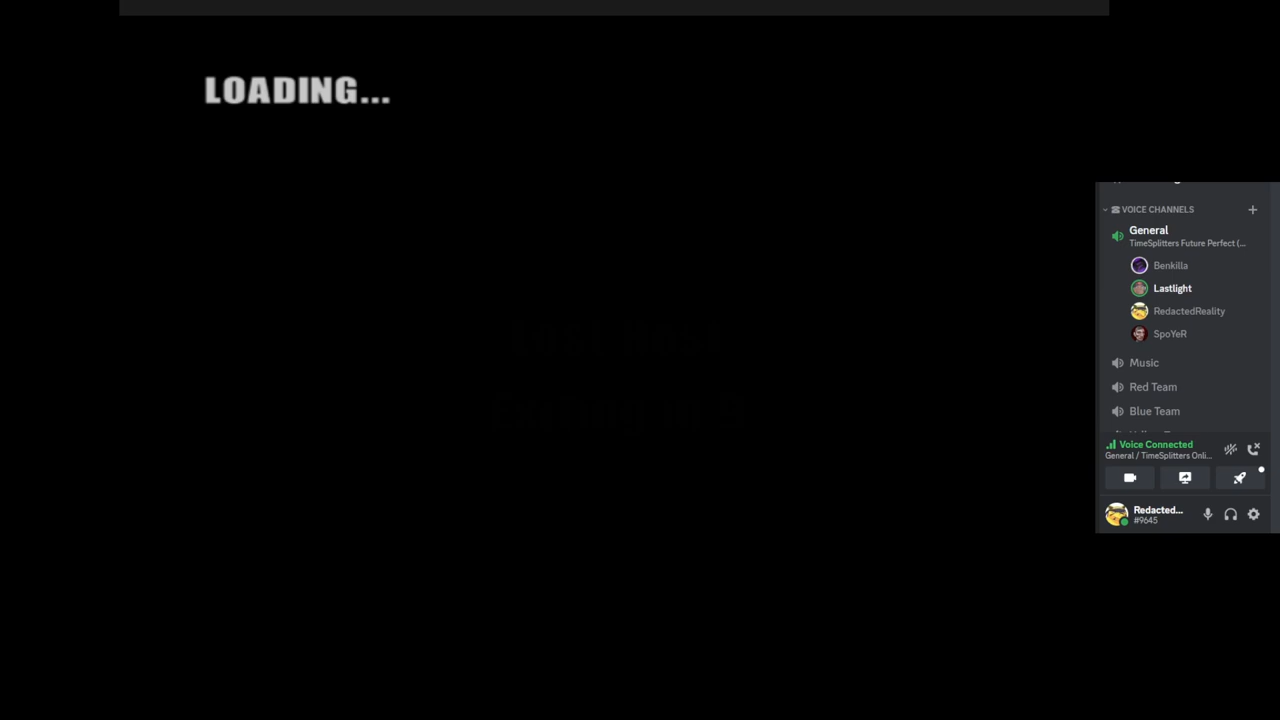 LOADING...
VOICE CHANNELS
General
TimeSplitters Future Perfect (...
Benkilla
Lastlight
RedactedReality
SpoYeR
Music
Red Team
Blue Team
Voice Connected
General / TimeSplitters Onli...
Redacted...
#9645